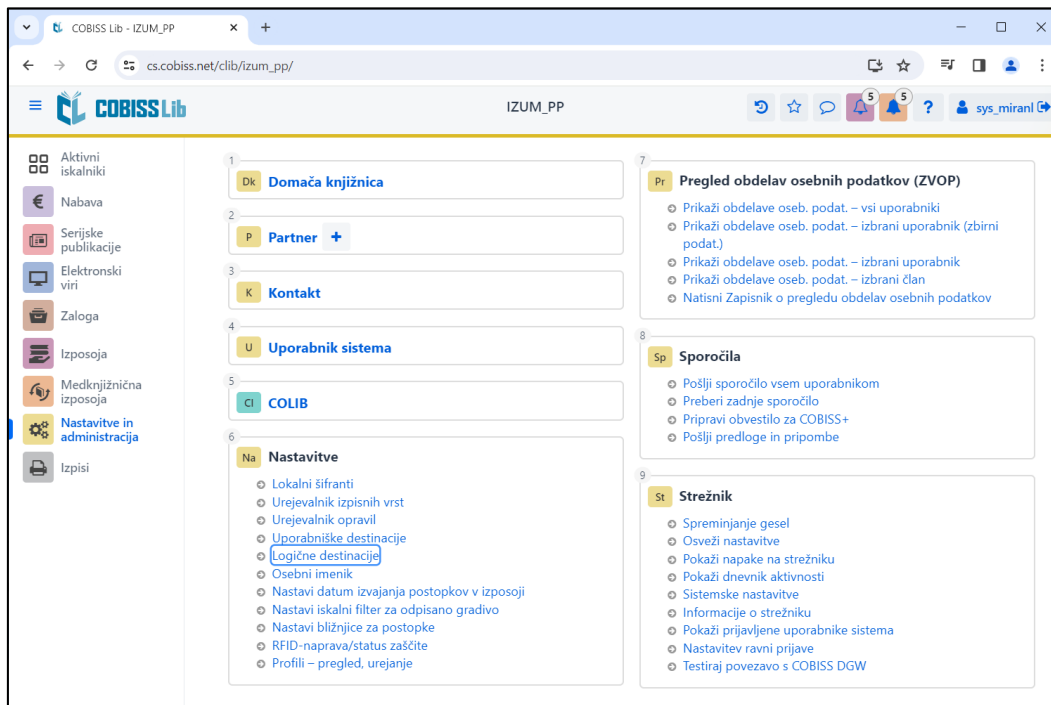 COBISS Lib - IZUM_PP
cs.cobiss.net/clib/izum_pp/
CL COBISS Lib
IZUM_PP
5
5
?
sys_miranl
Aktivni
iskalniki
€
Nabava
Serijske
publikacije
Elektronski
viri
Zaloga
Izposoja
Medknjižnična
izposoja
Nastavitve in
administracija
Izpisi
1
Dk Domača knjižnica
2
P Partner +
3
K Kontakt
4
U Uporabnik sistema
5
Cl COLIB
6
Na Nastavitve
Lokalni šifranti
Urejevalnik izpisnih vrst
Urejevalnik opravil
Uporabniške destinacije
Logične destinacije
Osebni imenik
Nastavi datum izvajanja postopkov v izposoji
Nastavi iskalni filter za odpisano gradivo
Nastavi bližnjice za postopke
RFID-naprava/status zaščite
Profili – pregled, urejanje
7
Pr Pregled obdelav osebnih podatkov (ZVOP)
Prikaži obdelave oseb. podat. – vsi uporabniki
Prikaži obdelave oseb. podat. – izbrani uporabnik (zbirni
podat.)
Prikaži obdelave oseb. podat. – izbrani uporabnik
Prikaži obdelave oseb. podat. – izbrani član
Natisni Zapisnik o pregledu obdelav osebnih podatkov
8
Sp Sporočila
Pošlji sporočilo vsem uporabnikom
Preberi zadnje sporočilo
Pripravi obvestilo za COBISS+
Pošlji predloge in pripombe
9
St Strežnik
Spreminjanje gesel
Osveži nastavitve
Pokaži napake na strežniku
Pokaži dnevnik aktivnosti
Sistemske nastavitve
Informacije o strežniku
Pokaži prijavljene uporabnike sistema
Nastavitev ravni prijave
Testiraj povezavo s COBISS DGW